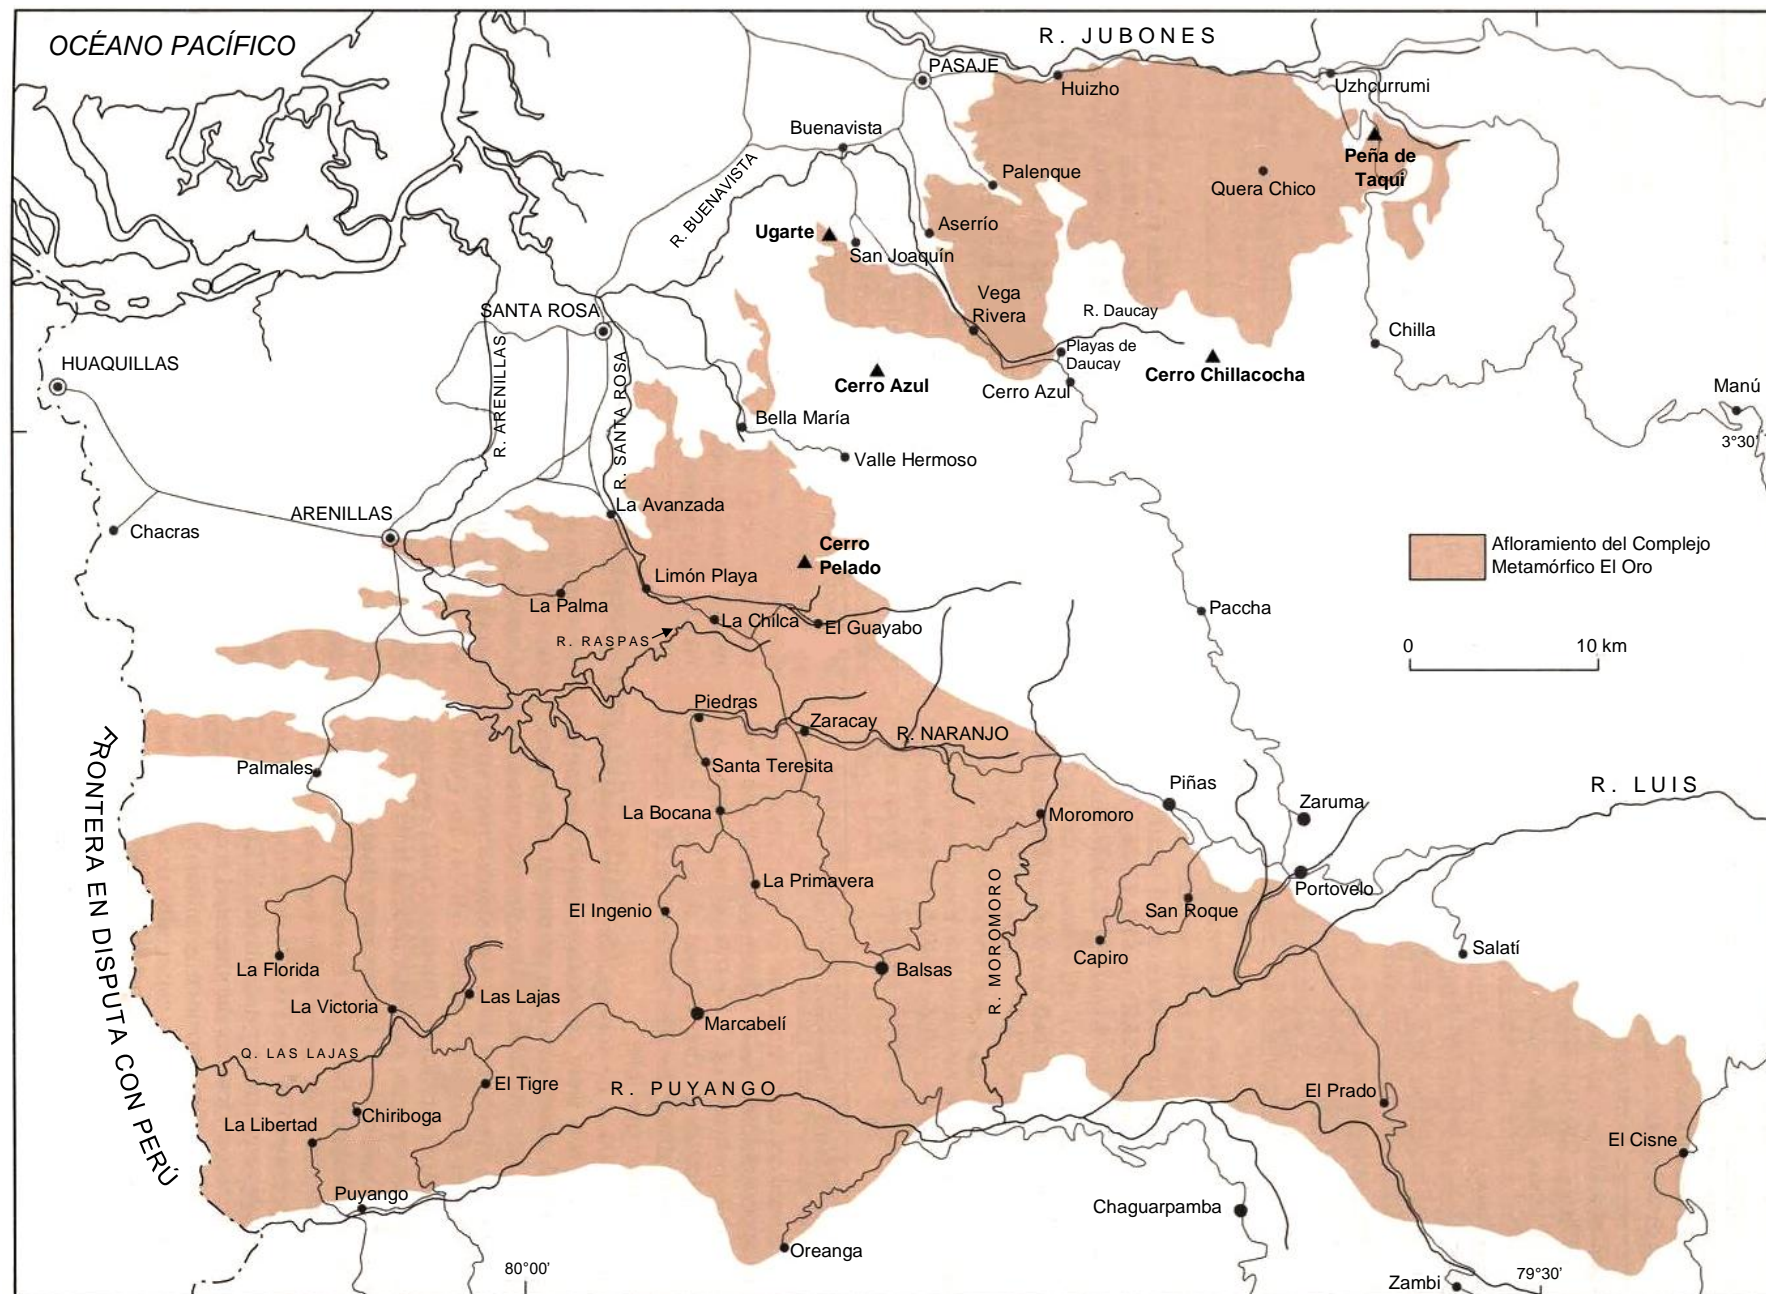 OCÉANO PACÍFICO
R. JUBONES
PASAJE
Huizho
Uzhcurrumi
Buenavista
R. BUENAVISTA
Palenque
Quera Chico
Peña de
Taqui
Ugarte
San Joaquín
Aserrío
Vega
Rivera
R. Daucay
Playas de
Daucay
Cerro Azul
Cerro Azul
Cerro Chillacocha
Chilla
Manú
3°30'
SANTA ROSA
HUAQUILLAS
R. ARENILLAS
R. SANTA ROSA
Bella María
Valle Hermoso
ARENILLAS
Chacras
La Avanzada
Cerro
Pelado
Limón Playa
La Palma
La Chilca
El Guayabo
R. RASPAS
Afloramiento del Complejo
Metamórfico El Oro
0 10 km
Paccha
Piedras
Zaracay
R. NARANJO
Palmales
Santa Teresita
La Bocana
Moromoro
Piñas
Zaruma
R. LUIS
FRONTERA EN DISPUTA CON PERÚ
La Primavera
El Ingenio
R. MOROMORO
San Roque
Portovelo
Capiro
Salatí
La Florida
La Victoria
Las Lajas
Balsas
Marcabelí
Q. LAS LAJAS
El Tigre
R. PUYANGO
El Prado
Chiriboga
La Libertad
El Cisne
Puyango
Chaguarpamba
Oreanga
80°00'
79°30'
Zambi